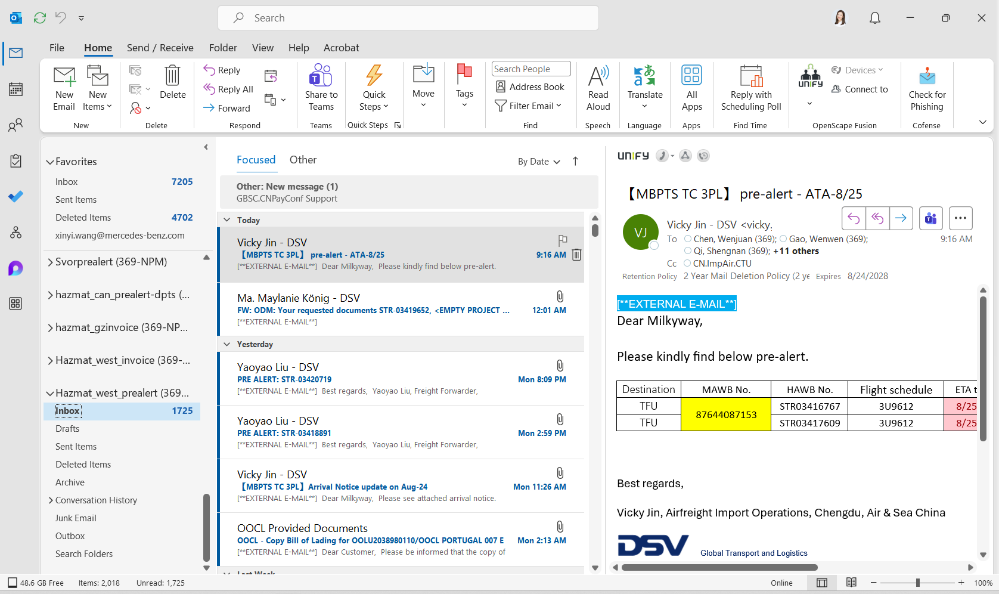 Search
File Home Send / Receive Folder View Help Acrobat
New Email
New Items
New
Delete
Delete
Reply
Reply All
Forward
Respond
Share to Teams
Teams
Quick Steps
Quick Steps
Move
Tags
Search People
Address Book
Filter Email
Find
Read Aloud
Speech
Translate
Language
All Apps
Apps
Reply with Scheduling Poll
Find Time
UNIFY
Devices
Connect to
OpenScape Fusion
Check for Phishing
Cofense
Favorites
Inbox 7205
Sent Items
Deleted Items 4702
xinyi.wang@mercedes-benz.com
Svorprealert (369-NPM)
hazmat_can_prealert-dpts (...
hazmat_gzinvoice (369-NP...
Hazmat_west_invoice (369-...
Hazmat_west_prealert (369...
Inbox 1725
Drafts
Sent Items
Deleted Items
Archive
Conversation History
Junk Email
Outbox
Search Folders
Focused Other
By Date
Other: New message (1)
GBSC.CNPayConf Support
Today
Vicky Jin - DSV
【MBPTS TC 3PL】 pre-alert - ATA-8/25 9:16 AM
[**EXTERNAL E-MAIL**] Dear Milkyway, Please kindly find below pre-alert.
Ma. Maylanie König - DSV
FW: ODM: Your requested documents STR-03419652, <EMPTY PROJECT ... 12:01 AM
[**EXTERNAL E-MAIL**]
Yesterday
Yaoyao Liu - DSV
PRE ALERT: STR-03420719 Mon 8:09 PM
[**EXTERNAL E-MAIL**] Best regards, Yaoyao Liu, Freight Forwarder,
Yaoyao Liu - DSV
PRE ALERT: STR-03418891 Mon 2:59 PM
[**EXTERNAL E-MAIL**] Best regards, Yaoyao Liu, Freight Forwarder,
Vicky Jin - DSV
【MBPTS TC 3PL】Arrival Notice update on Aug-24 Mon 11:26 AM
[**EXTERNAL E-MAIL**] Dear Milkyway, Please see attached arrival notice.
OOCL Provided Documents
OOCL - Copy Bill of Lading for OOLU2038980110/OOCL PORTUGAL 007 E Mon 2:13 AM
[**EXTERNAL E-MAIL**] Dear Customer, Please be informed that the copy of
Last Week
UNIFY
【MBPTS TC 3PL】 pre-alert - ATA-8/25
VJ
Vicky Jin - DSV <vicky.
To Chen, Wenjuan (369); Gao, Wenwen (369); 9:16 AM
Qi, Shengnan (369); +11 others
Cc CN.ImpAir.CTU
Retention Policy 2 Year Mail Deletion Policy (2 ye Expires 8/24/2028
[**EXTERNAL E-MAIL**]
Dear Milkyway,
Please kindly find below pre-alert.
Destination MAWB No. HAWB No. Flight schedule ETA t
TFU 87644087153 STR03416767 3U9612 8/25
TFU STR03417609 3U9612 8/25
Best regards,
Vicky Jin, Airfreight Import Operations, Chengdu, Air & Sea China
DSV Global Transport and Logistics
48.6 GB Free Items: 2,018 Unread: 1,725 Online 100%